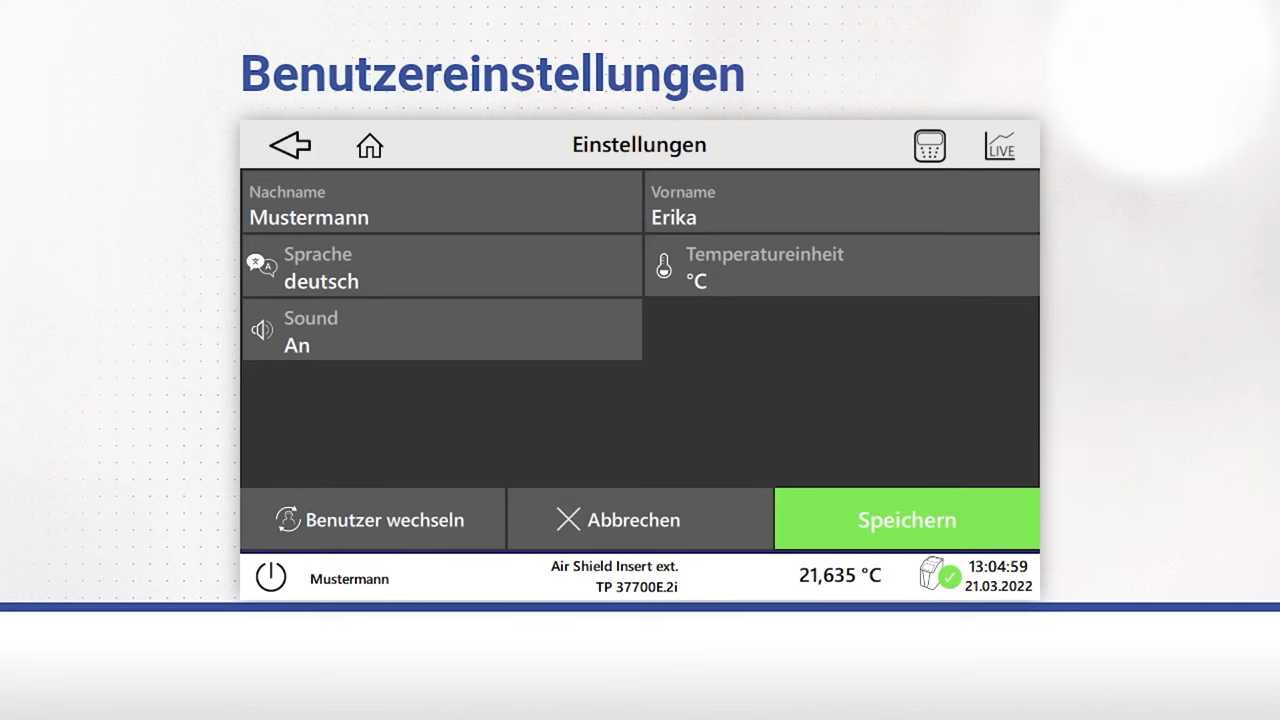 Benutzereinstellungen
Einstellungen
LIVE
Nachname
Mustermann
Vorname
Erika
Sprache
deutsch
Temperatureinheit
°C
Sound
An
Benutzer wechseln
Abbrechen
Speichern
Mustermann
Air Shield Insert ext.
TP 37700E.2i
21,635 °C
13:04:59
21.03.2022